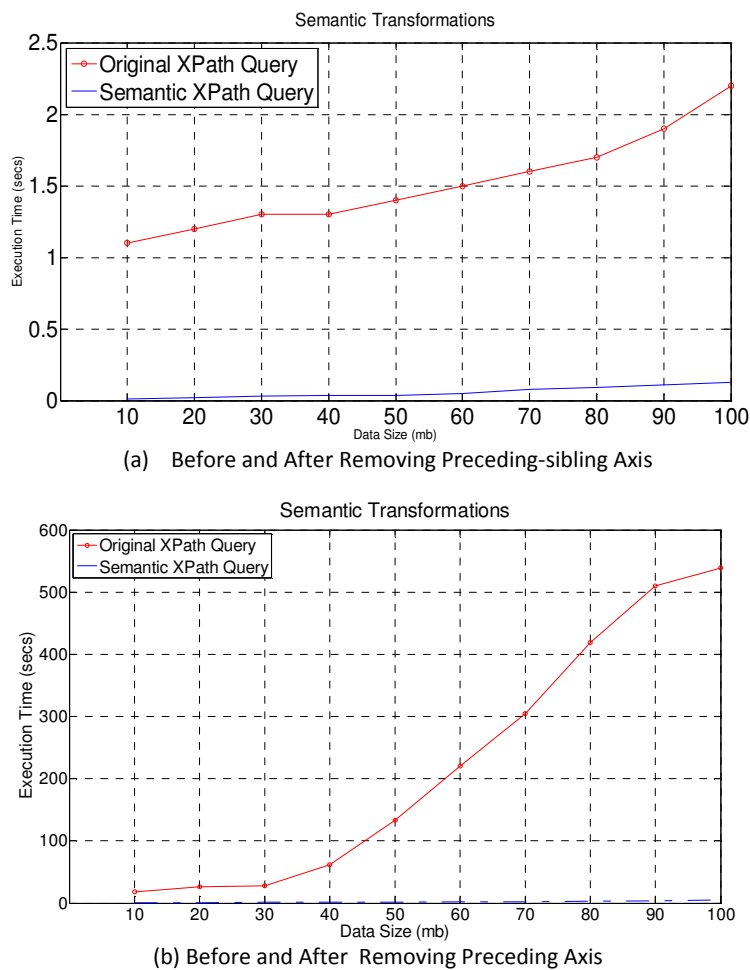 Semantic Transformations
2.5
2
1.5
1
0.5
0
Original XPath Query
Semantic XPath Query
Execution Time (secs)
10 20 30 40 50 60 70 80 90 100
Data Size (mb)
(a) Before and After Removing Preceding-sibling Axis
Semantic Transformations
600
500
400
300
200
100
0
Original XPath Query
Semantic XPath Query
Execution Time (secs)
10 20 30 40 50 60 70 80 90 100
Data Size (mb)
(b) Before and After Removing Preceding Axis